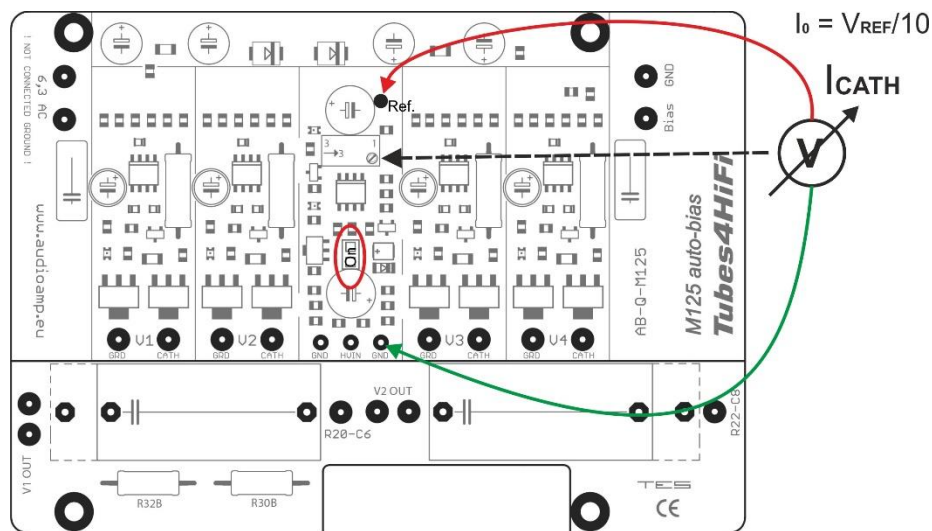 I₀ = VREF/10
ICATH
V
! NOT CONNECTED GROUND !
6,3 AC
Ref.
GND
Bias
3 1
→3
www.audioamp.eu
M125 auto-bias
Tubes4HiFi
AB-Q-M125
V1
GRD CATH
V2
GRD CATH
GND HVIN GND
V3
GRD CATH
V4
GRD CATH
V2 OUT
R20-C6
R22-C8
V1 OUT
R32B
R30B
TES
CE